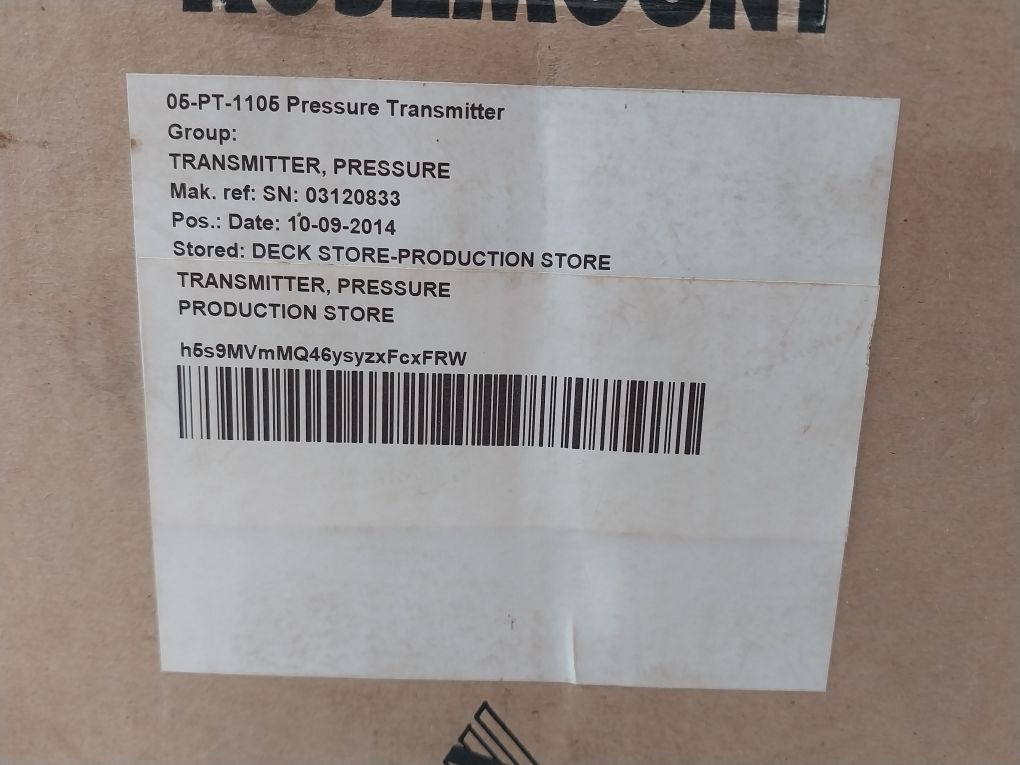 ROSEMOUNT
05-PT-1105 Pressure Transmitter
Group:
TRANSMITTER, PRESSURE
Mak. ref: SN: 03120833
Pos.: Date: 10-09-2014
Stored: DECK STORE-PRODUCTION STORE
TRANSMITTER, PRESSURE
PRODUCTION STORE
h5s9MVmMQ46ysyzxFcxFRW